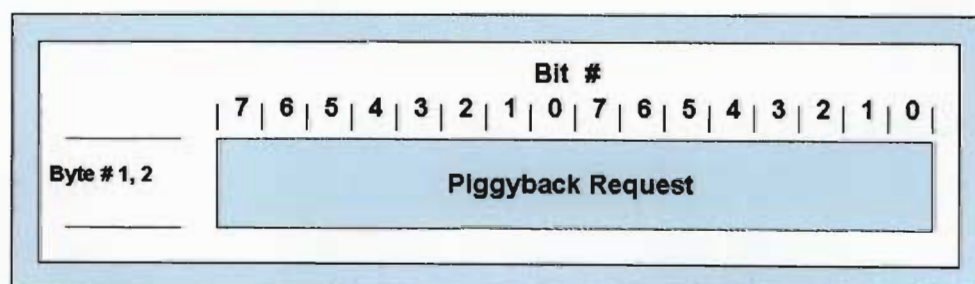 Bit #
| 7 | 6 | 5 | 4 | 3 | 2 | 1 | 0 | 7 | 6 | 5 | 4 | 3 | 2 | 1 | 0 |
Byte # 1, 2
Piggyback Request